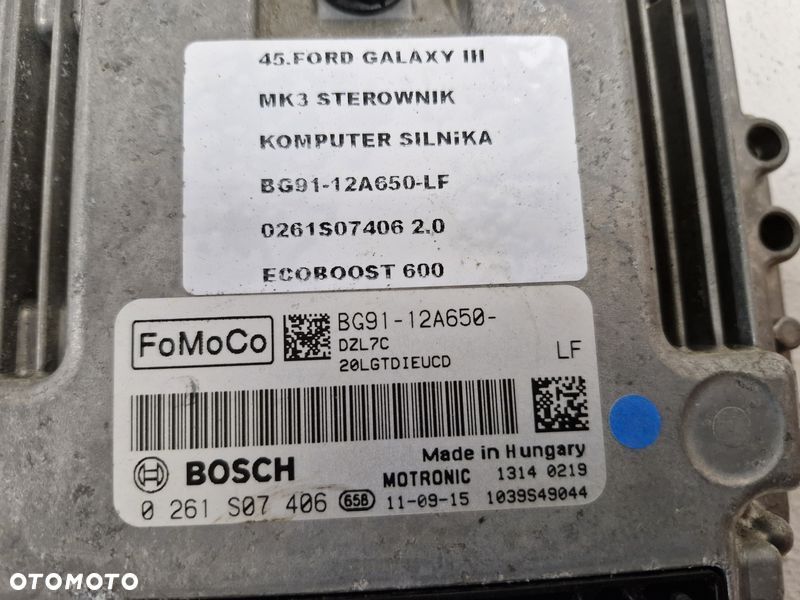 45.FORD GALAXY III
MK3 STEROWNIK
KOMPUTER SILNiKA
BG91-12A650-LF
0261S07406 2.0
ECOBOOST 600
FoMoCo
BG91-12A650-
DZL7C
20LGTDIEUCD
LF
Made in Hungary
BOSCH
MOTRONIC 1314 0219
0 261 S07 406 65B 11-09-15 1039S49044
OTOMOTO